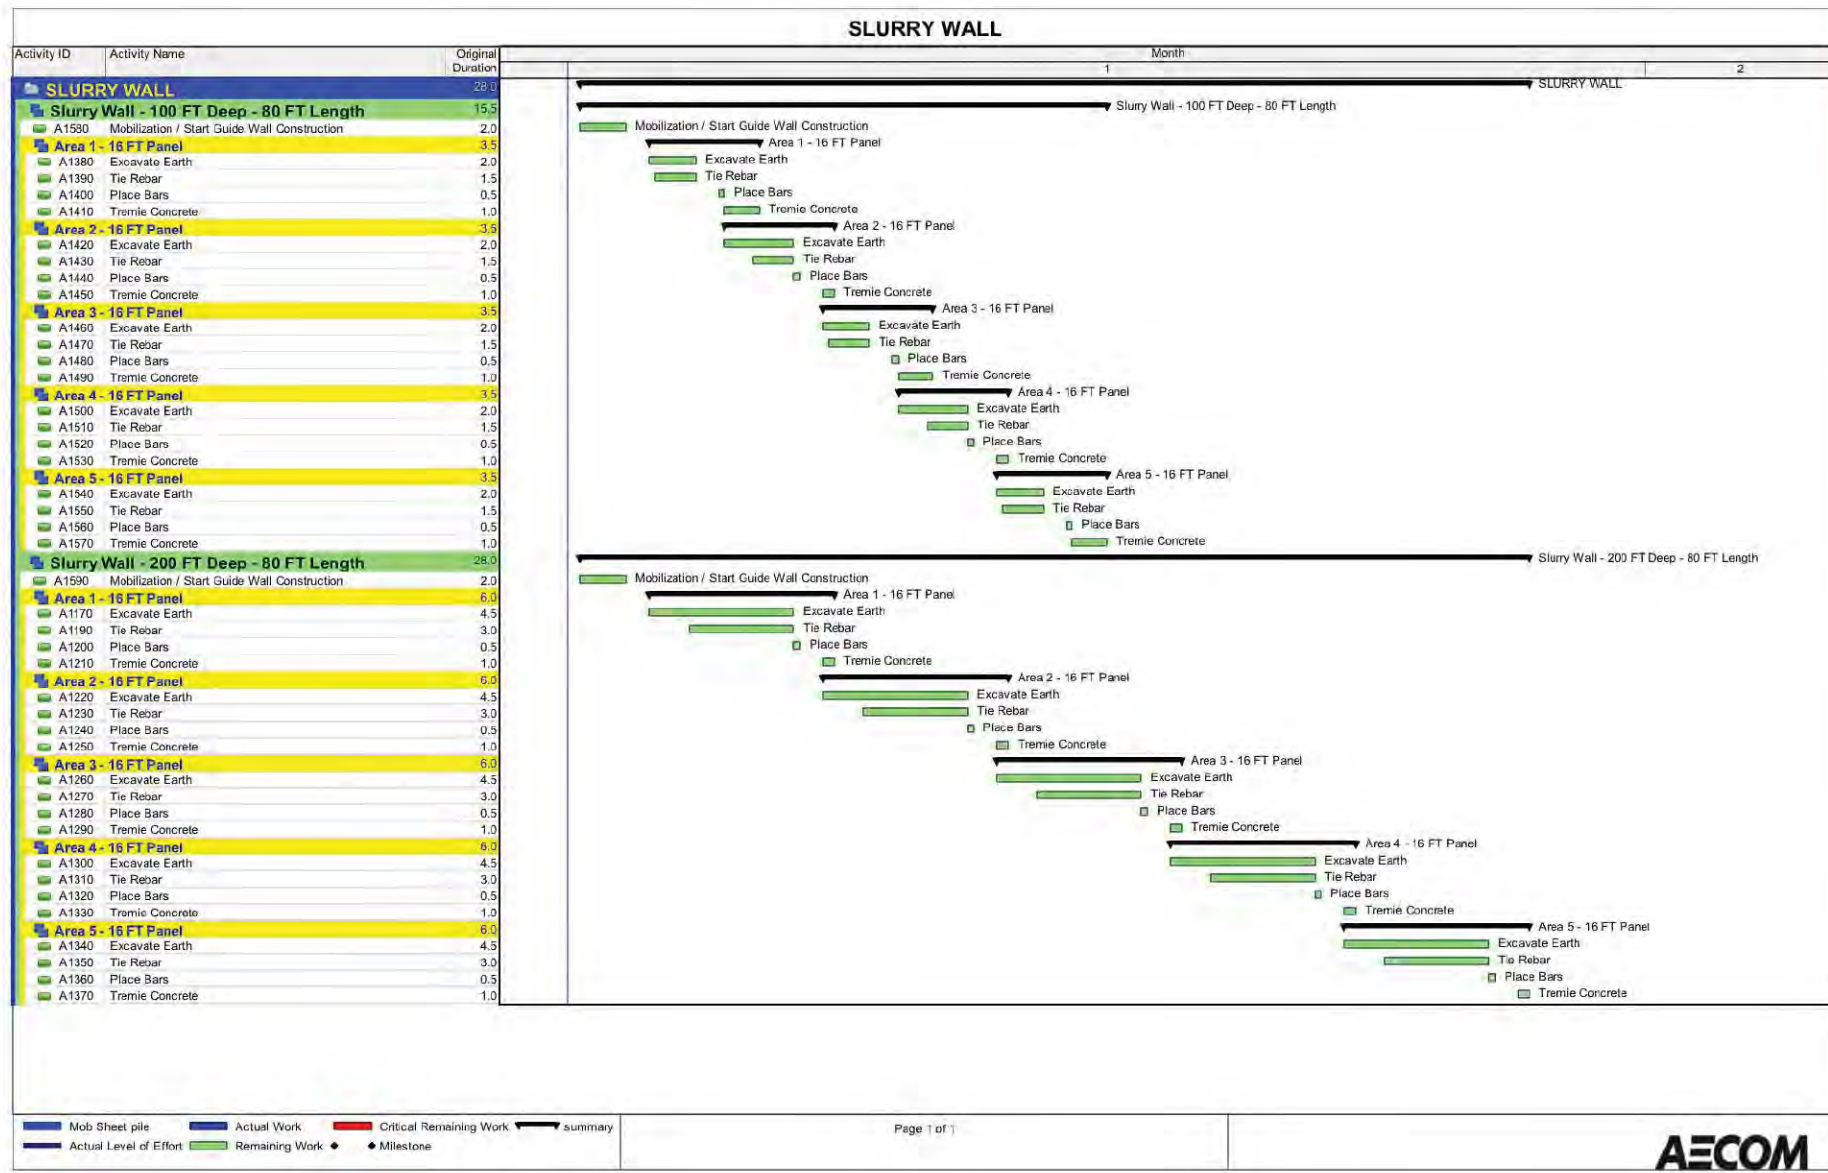 SLURRY WALL
Activity ID Activity Name Original Duration Month
1 2
SLURRY WALL 28.0 SLURRY WALL
Slurry Wall - 100 FT Deep - 80 FT Length 15.5 Slurry Wall - 100 FT Deep - 80 FT Length
A1580 Mobilization / Start Guide Wall Construction 2.0 Mobilization / Start Guide Wall Construction
Area 1 - 16 FT Panel 3.5 Area 1 - 16 FT Panel
A1380 Excavate Earth 2.0 Excavate Earth
A1390 Tie Rebar 1.5 Tie Rebar
A1400 Place Bars 0.5 Place Bars
A1410 Tremie Concrete 1.0 Tremie Concrete
Area 2 - 16 FT Panel 3.5 Area 2 - 16 FT Panel
A1420 Excavate Earth 2.0 Excavate Earth
A1430 Tie Rebar 1.5 Tie Rebar
A1440 Place Bars 0.5 Place Bars
A1450 Tremie Concrete 1.0 Tremie Concrete
Area 3 - 16 FT Panel 3.5 Area 3 - 16 FT Panel
A1460 Excavate Earth 2.0 Excavate Earth
A1470 Tie Rebar 1.5 Tie Rebar
A1480 Place Bars 0.5 Place Bars
A1490 Tremie Concrete 1.0 Tremie Concrete
Area 4 - 16 FT Panel 3.5 Area 4 - 16 FT Panel
A1500 Excavate Earth 2.0 Excavate Earth
A1510 Tie Rebar 1.5 Tie Rebar
A1520 Place Bars 0.5 Place Bars
A1530 Tremie Concrete 1.0 Tremie Concrete
Area 5 - 16 FT Panel 3.5 Area 5 - 16 FT Panel
A1540 Excavate Earth 2.0 Excavate Earth
A1550 Tie Rebar 1.5 Tie Rebar
A1560 Place Bars 0.5 Place Bars
A1570 Tremie Concrete 1.0 Tremie Concrete
Slurry Wall - 200 FT Deep - 80 FT Length 28.0 Slurry Wall - 200 FT Deep - 80 FT Length
A1590 Mobilization / Start Guide Wall Construction 2.0 Mobilization / Start Guide Wall Construction
Area 1 - 16 FT Panel 6.0 Area 1 - 16 FT Panel
A1170 Excavate Earth 4.5 Excavate Earth
A1190 Tie Rebar 3.0 Tie Rebar
A1200 Place Bars 0.5 Place Bars
A1210 Tremie Concrete 1.0 Tremie Concrete
Area 2 - 16 FT Panel 6.0 Area 2 - 16 FT Panel
A1220 Excavate Earth 4.5 Excavate Earth
A1230 Tie Rebar 3.0 Tie Rebar
A1240 Place Bars 0.5 Place Bars
A1250 Tremie Concrete 1.0 Tremie Concrete
Area 3 - 16 FT Panel 6.0 Area 3 - 16 FT Panel
A1260 Excavate Earth 4.5 Excavate Earth
A1270 Tie Rebar 3.0 Tie Rebar
A1280 Place Bars 0.5 Place Bars
A1290 Tremie Concrete 1.0 Tremie Concrete
Area 4 - 16 FT Panel 6.0 Area 4 - 16 FT Panel
A1300 Excavate Earth 4.5 Excavate Earth
A1310 Tie Rebar 3.0 Tie Rebar
A1320 Place Bars 0.5 Place Bars
A1330 Tremie Concrete 1.0 Tremie Concrete
Area 5 - 16 FT Panel 6.0 Area 5 - 16 FT Panel
A1340 Excavate Earth 4.5 Excavate Earth
A1350 Tie Rebar 3.0 Tie Rebar
A1360 Place Bars 0.5 Place Bars
A1370 Tremie Concrete 1.0 Tremie Concrete
Mob Sheet pile Actual Work Critical Remaining Work summary
Actual Level of Effort Remaining Work Milestone
Page 1 of 1
AECOM